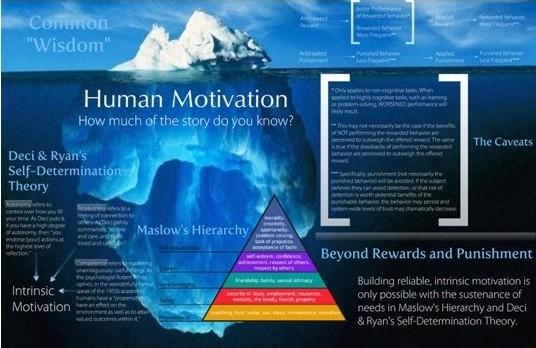 Common
"Wisdom"
Anticipated
Reward
Better Performance
of Rewarded Behavior*
Rewarded Behavior
More Frequent**
Applied
Reward
Rewarded Behavior
More Frequent**
Anticipated
Punishment
Punished Behavior
Less Frequent***
Applied
Punishment
Punished Behavior
Less Frequent***
Human Motivation
How much of the story do you know?
* Only applies to non-cognitive tasks. When
applied to highly cognitive tasks, such as learning
or problem-solving, WORSENED performance will
likely result.
** This may not necessarily be the case if the benefits
of NOT performing the rewarded behavior are
perceived to outweigh the offered reward. The
same is true if the drawbacks of performing the
rewarded behavior are perceived to outweigh the
offered reward.
*** Specifically, punishment (not necessarily the
punished behavior) will be avoided. If the subject
believes they can avoid detection, or that risk of
detection is worth potential benefits of the
punishable behavior, the behavior may persist and
system-wide levels of trust may dramatically decrease.
The Caveats
Deci & Ryan's
Self-Determination
Theory
Autonomy refers to
control over how you fill
your time. As Deci puts it,
if you have a high degree
of autonomy, then "you
endorse [your] actions at
the highest level of
reflection."
Relatedness refers to a
feeling of connection to
others. As Deci
love
and care, and
loved and cared
Competence refers to mastering
unambiguously useful things. As
the psychologist Robert White
opines, in the wonderfully formal
speak of the 1950s academic,
humans have a "propensity to
have an effect on the
environment as well as to attain
valued outcomes within it."
Intrinsic
Motivation
Maslow's Hierarchy
morality,
creativity,
spontaneity,
problem solving,
lack of prejudice,
acceptance of facts
self-esteem, confidence,
achievement, respect of others,
respect by others
Esteem
friendship, family, sexual intimacy
Love/Belonging
security of: body, employment, resources,
morality, the family, health, property
Safety
breathing, food, water, sex, sleep, homeostasis, excretion
Beyond Rewards and Punishment
Building reliable, intrinsic motivation is
only possible with the sustenance of
needs in Maslow's Hierarchy and Deci
& Ryan's Self-Determination Theory.